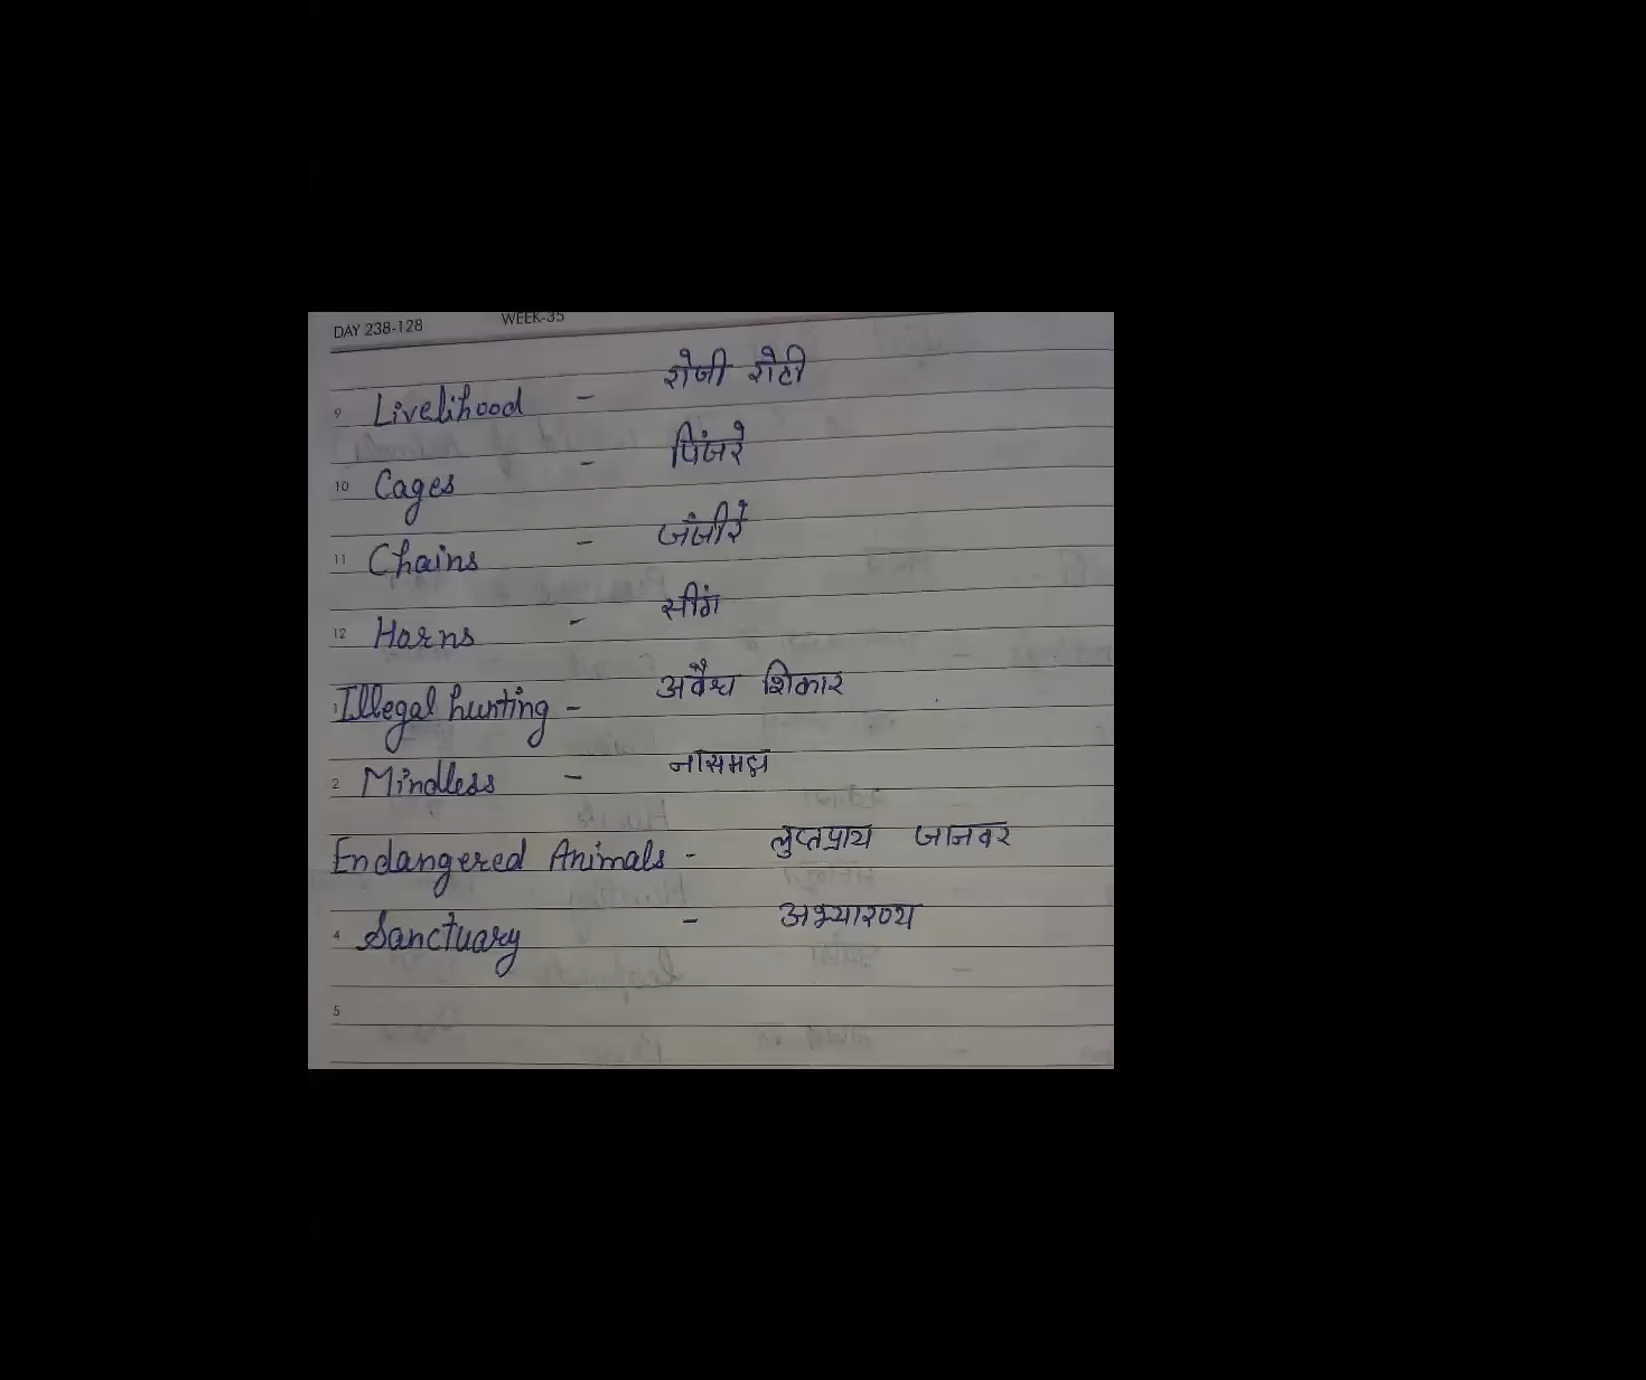 DAY 238-128 WEEK-35
9 Livelihood - रोजी रोटी
10 Cages - पिंजरे
11 Chains - जंजीरे
12 Horns - सींग
1 Illegal hunting - अवैध शिकार
2 Mindless - नासमझ
Endangered Animals - लुप्तप्राय जानवर
4 Sanctuary - अभ्यारण्य
5